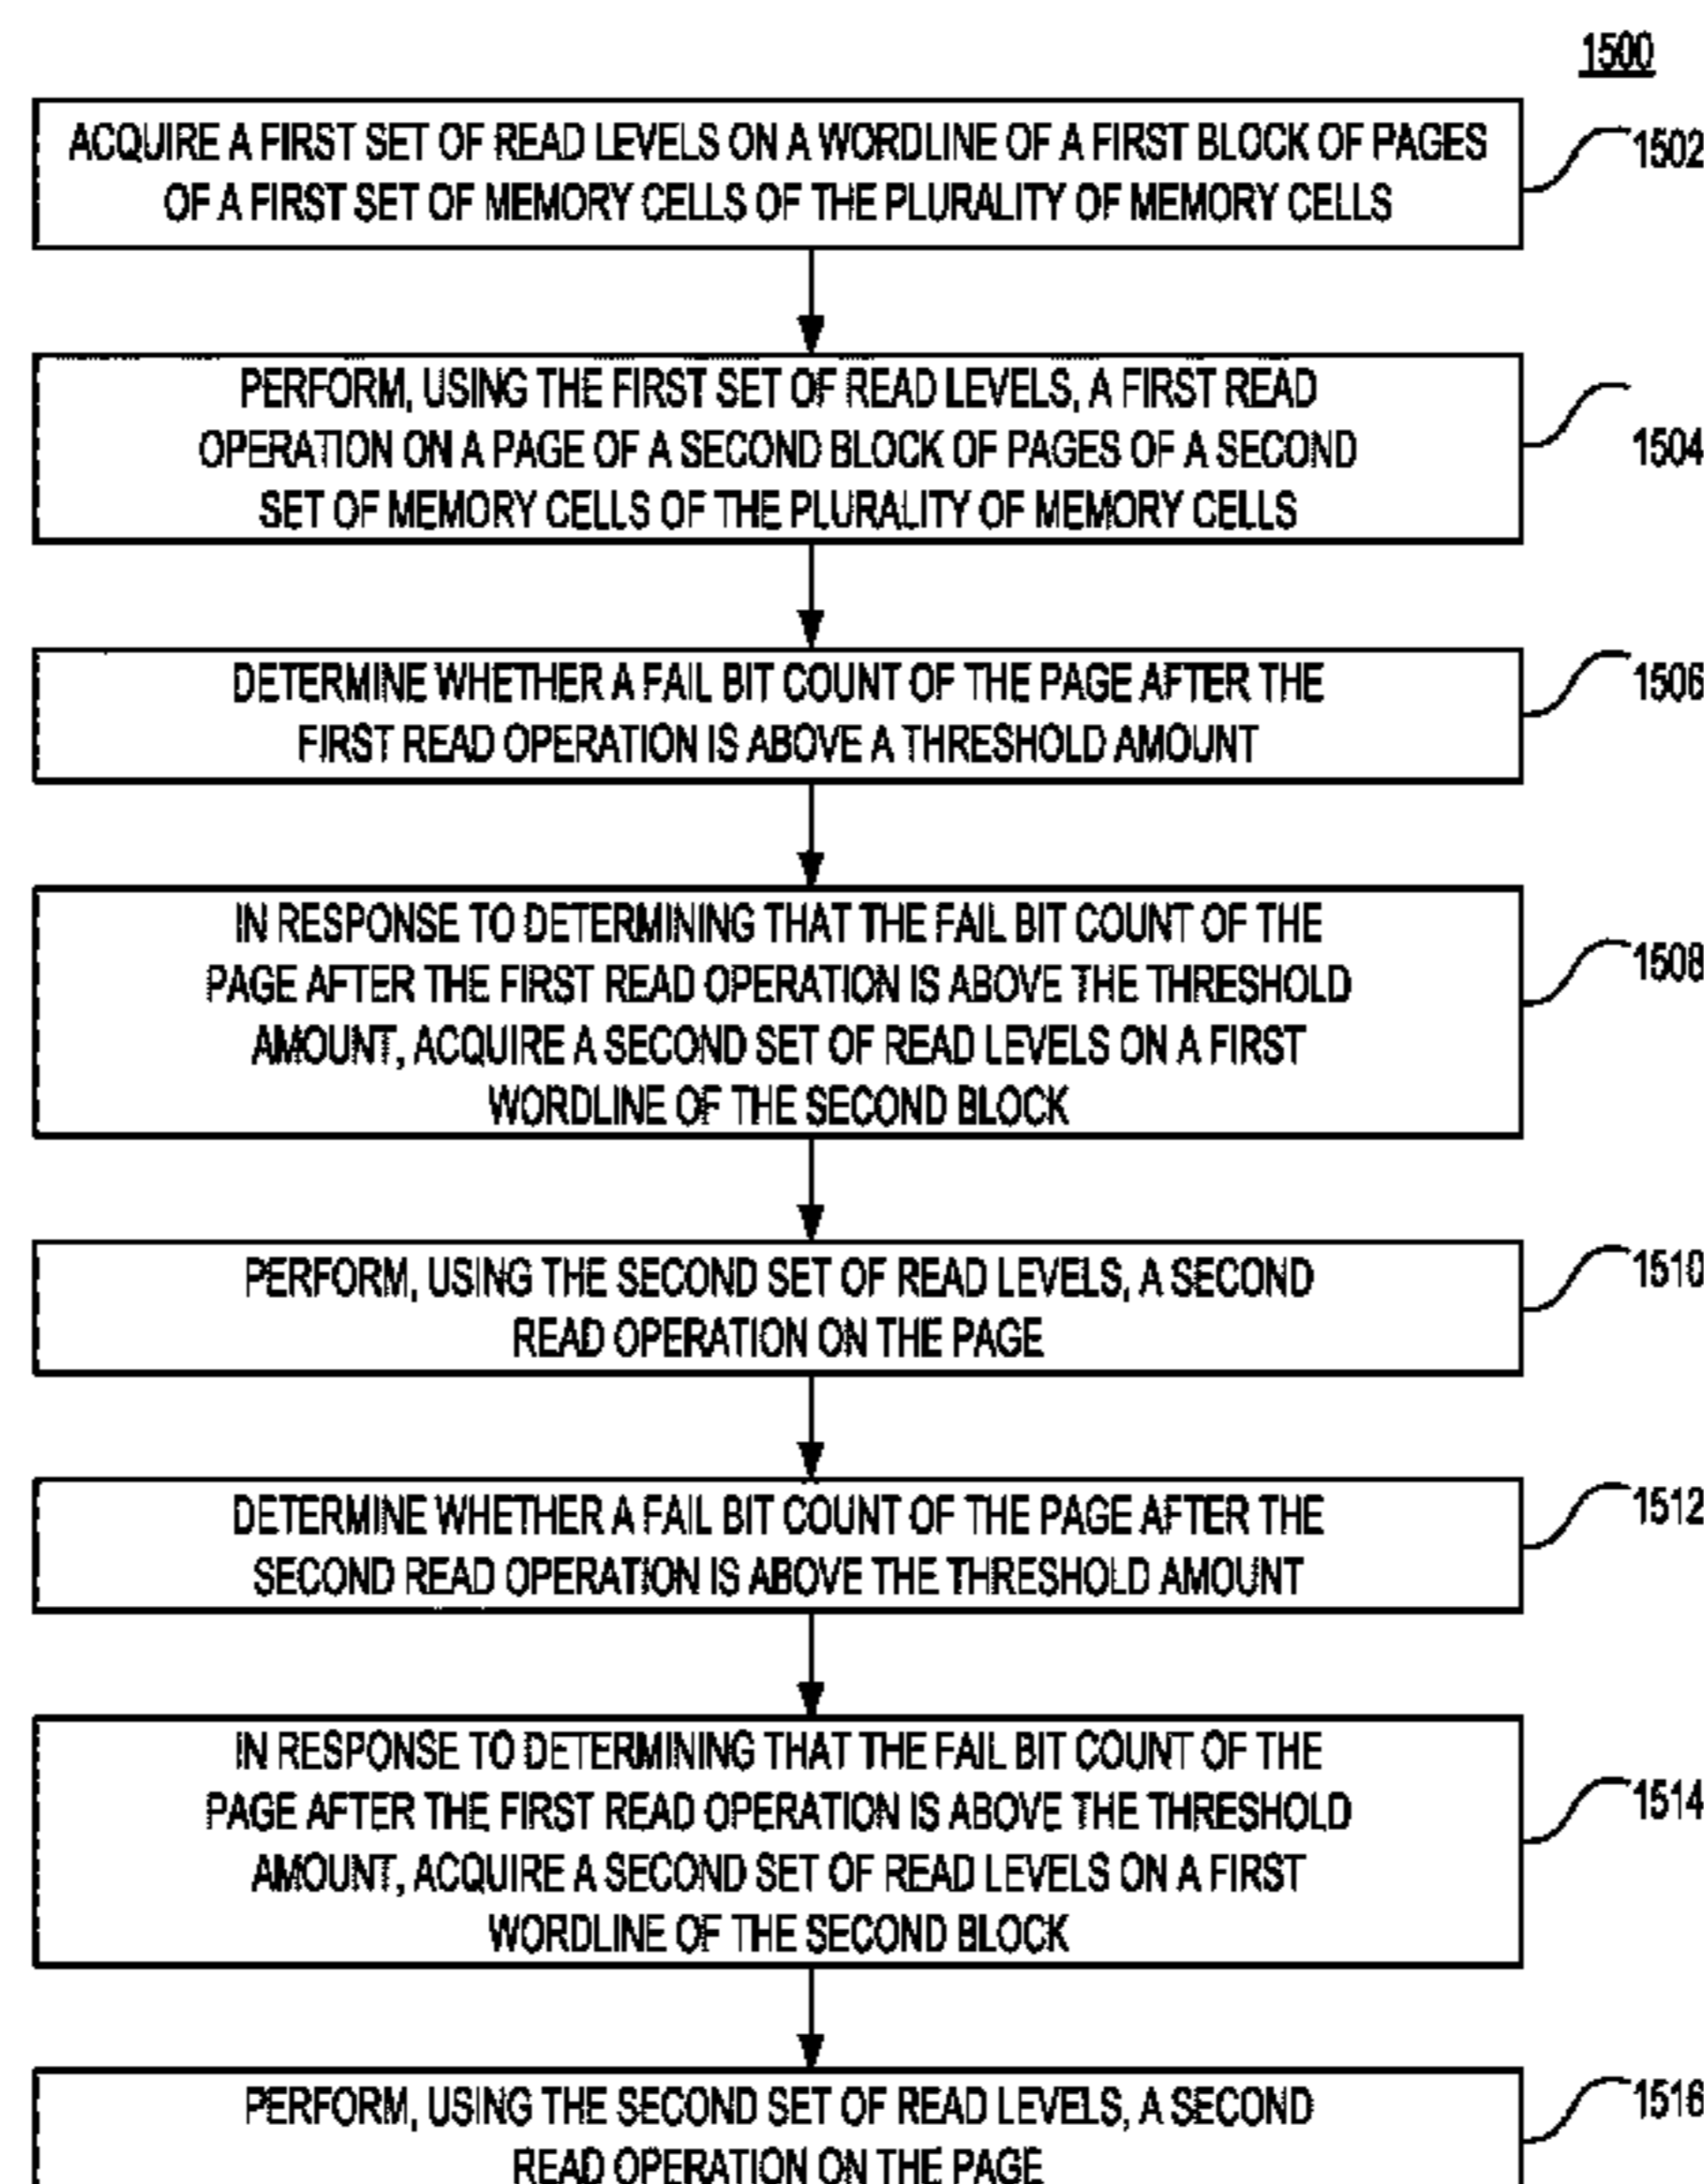 1500
ACQUIRE A FIRST SET OF READ LEVELS ON A WORDLINE OF A FIRST BLOCK OF PAGES
OF A FIRST SET OF MEMORY CELLS OF THE PLURALITY OF MEMORY CELLS
1502
PERFORM, USING THE FIRST SET OF READ LEVELS, A FIRST READ
OPERATION ON A PAGE OF A SECOND BLOCK OF PAGES OF A SECOND
SET OF MEMORY CELLS OF THE PLURALITY OF MEMORY CELLS
1504
DETERMINE WHETHER A FAIL BIT COUNT OF THE PAGE AFTER THE
FIRST READ OPERATION IS ABOVE A THRESHOLD AMOUNT
1506
IN RESPONSE TO DETERMINING THAT THE FAIL BIT COUNT OF THE
PAGE AFTER THE FIRST READ OPERATION IS ABOVE THE THRESHOLD
AMOUNT, ACQUIRE A SECOND SET OF READ LEVELS ON A FIRST
WORDLINE OF THE SECOND BLOCK
1508
PERFORM, USING THE SECOND SET OF READ LEVELS, A SECOND
READ OPERATION ON THE PAGE
1510
DETERMINE WHETHER A FAIL BIT COUNT OF THE PAGE AFTER THE
SECOND READ OPERATION IS ABOVE THE THRESHOLD AMOUNT
1512
IN RESPONSE TO DETERMINING THAT THE FAIL BIT COUNT OF THE
PAGE AFTER THE FIRST READ OPERATION IS ABOVE THE THRESHOLD
AMOUNT, ACQUIRE A SECOND SET OF READ LEVELS ON A FIRST
WORDLINE OF THE SECOND BLOCK
1514
PERFORM, USING THE SECOND SET OF READ LEVELS, A SECOND
READ OPERATION ON THE PAGE
1516